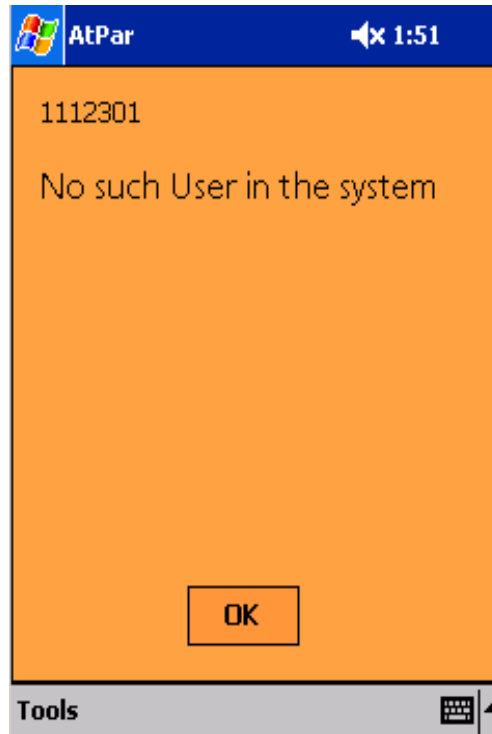 AtPar 1:51
1112301
No such User in the system
OK
Tools